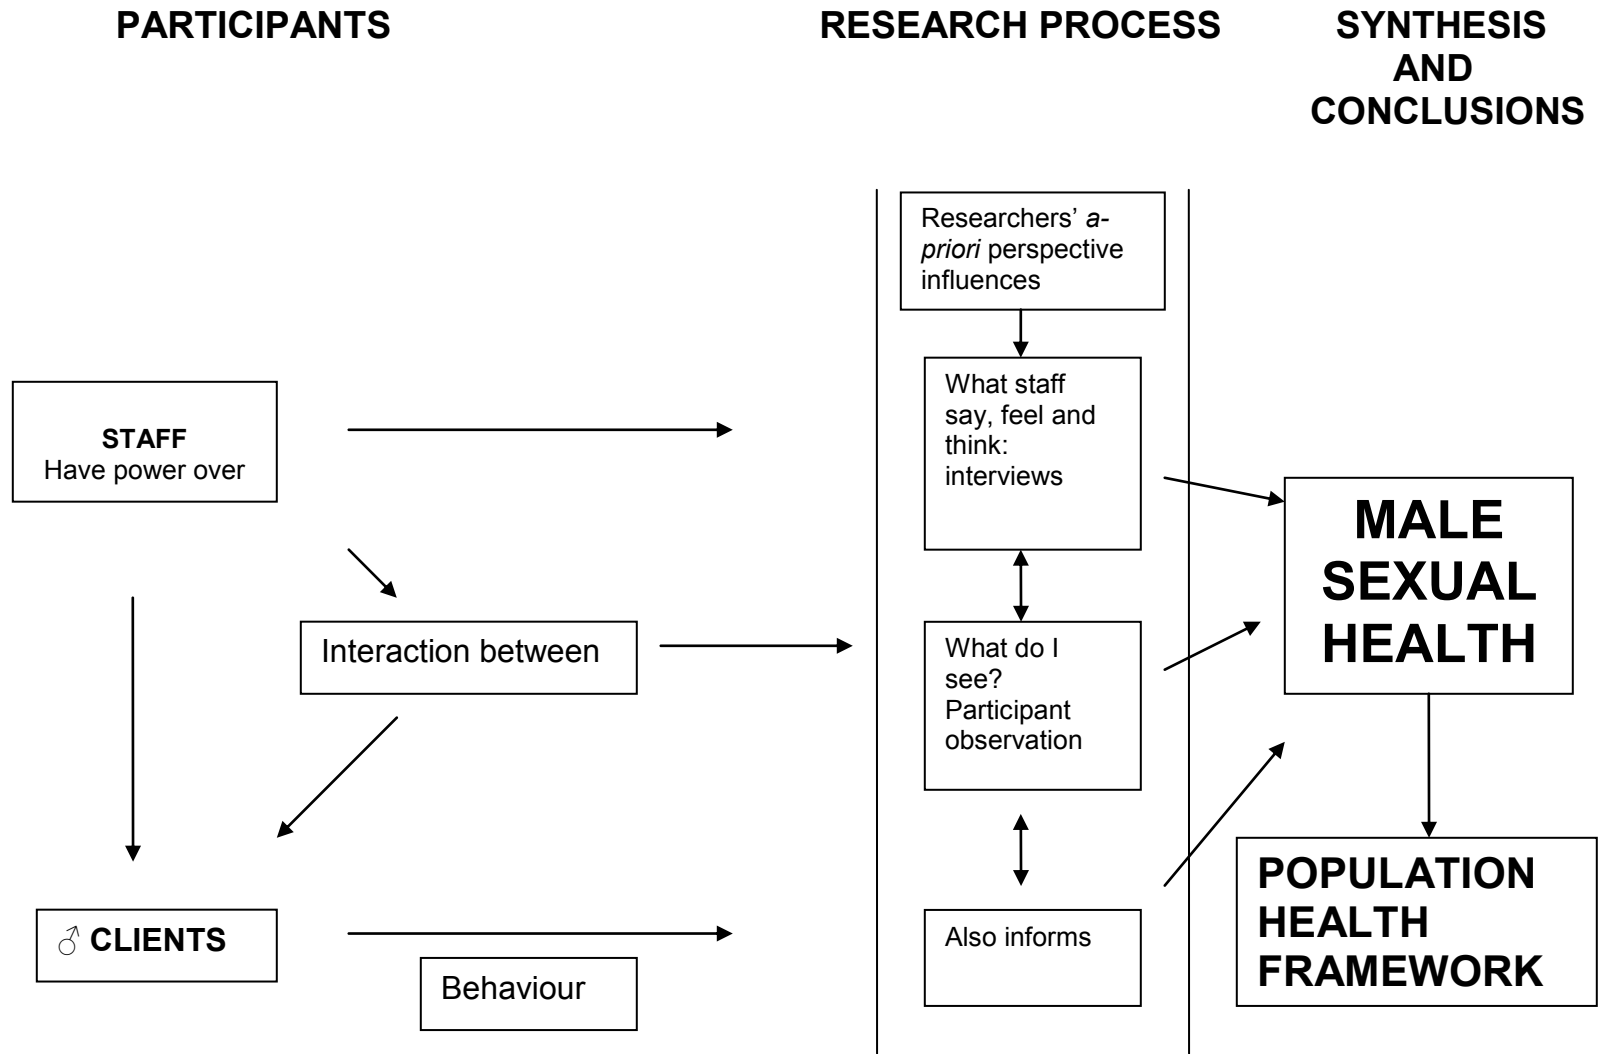 PARTICIPANTS
RESEARCH PROCESS
SYNTHESIS
AND
CONCLUSIONS
Researchers’ a-
priori perspective
influences
What staff
say, feel and
think:
interviews
STAFF
Have power over
MALE
SEXUAL
HEALTH
Interaction between
What do I
see?
Participant
observation
POPULATION
HEALTH
FRAMEWORK
♂ CLIENTS
Also informs
Behaviour